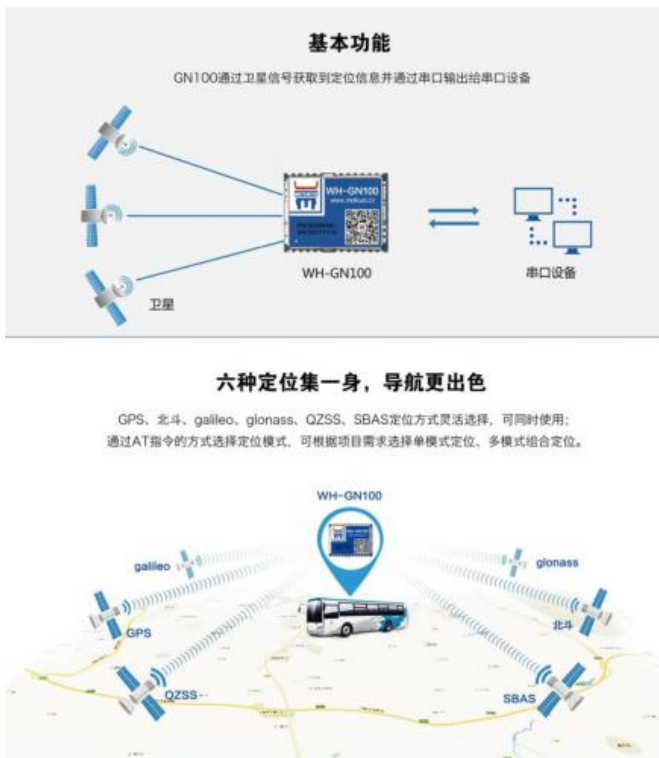 基本功能
GN100通过卫星信号获取到定位信息并通过串口输出给串口设备
WH-GN100
WH-GN100
串口设备
卫星
六种定位集一身，导航更出色
GPS、北斗、galileo、glonass、QZSS、SBAS定位方式灵活选择，可同时使用；
通过AT指令的方式选择定位模式，可根据项目需求选择单模式定位、多模式组合定位。
WH-GN100
WH-GN100
galileo
glonass
GPS
北斗
QZSS
SBAS